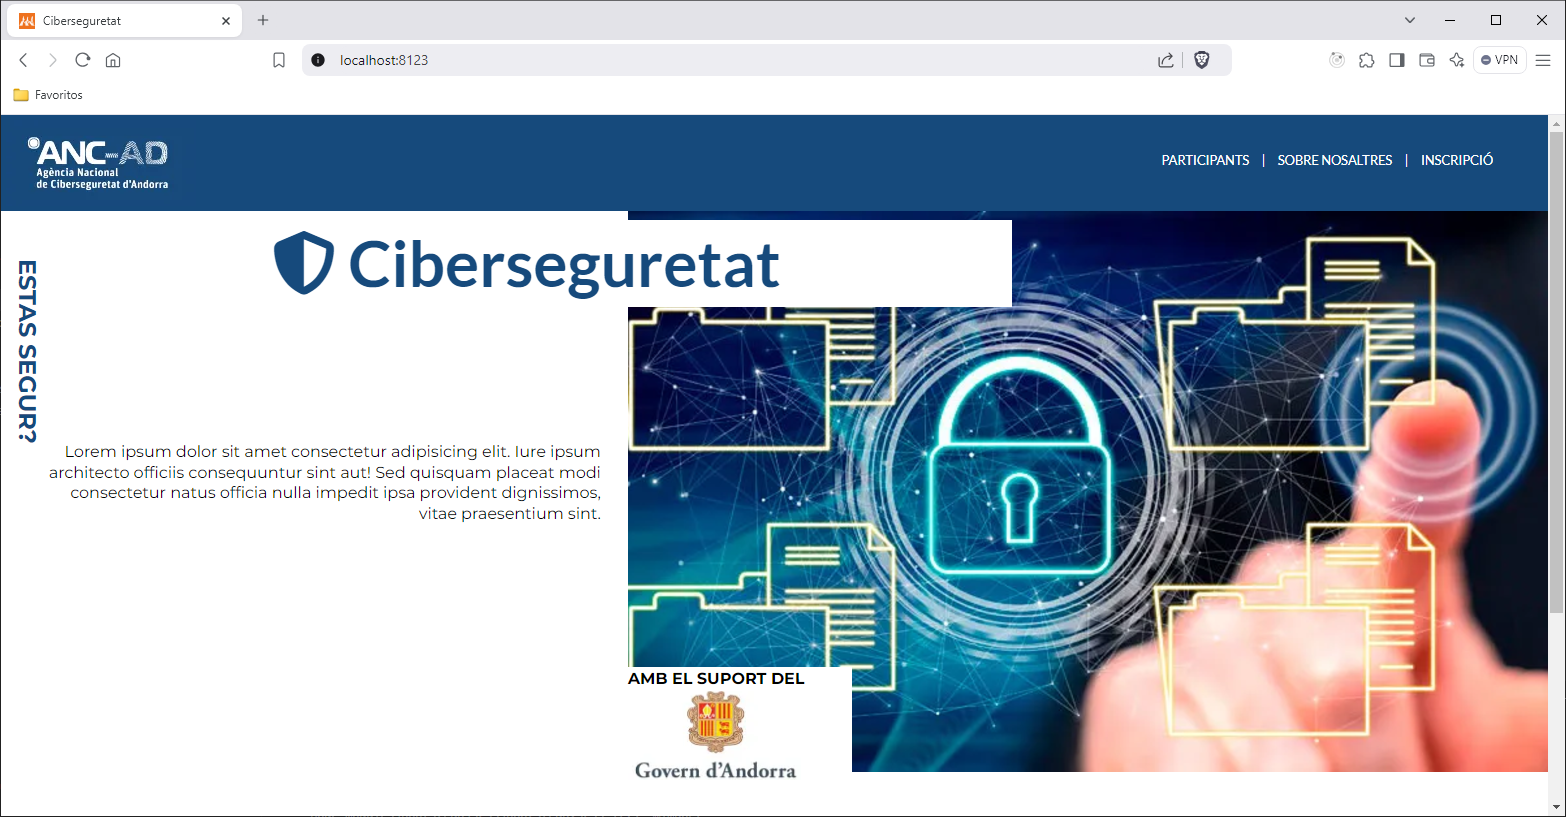 Ciberseguretat
localhost:8123
VPN
Favoritos
ANC-AD
Agència Nacional
de Ciberseguretat d'Andorra
PARTICIPANTS | SOBRE NOSALTRES | INSCRIPCIÓ
Ciberseguretat
ESTAS SEGUR?
Lorem ipsum dolor sit amet consectetur adipisicing elit. Iure ipsum
architecto officiis consequuntur sint aut! Sed quisquam placeat modi
consectetur natus officia nulla impedit ipsa provident dignissimos,
vitae praesentium sint.
AMB EL SUPORT DEL
Govern d'Andorra